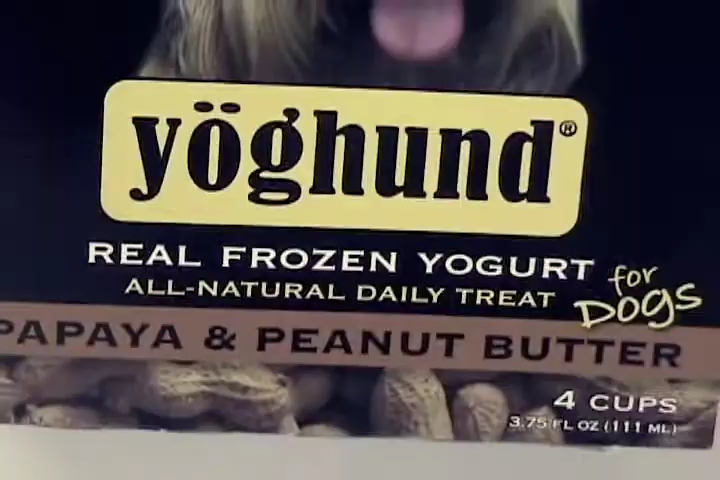 yöğhund®
REAL FROZEN YOGURT for Dogs
ALL-NATURAL DAILY TREAT
PAPAYA & PEANUT BUTTER
4 CUPS
3.75 FL OZ (111 ML)